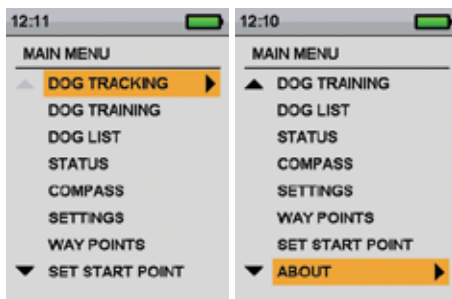 12:11
MAIN MENU
DOG TRACKING
DOG TRAINING
DOG LIST
STATUS
COMPASS
SETTINGS
WAY POINTS
SET START POINT
12:10
MAIN MENU
DOG TRAINING
DOG LIST
STATUS
COMPASS
SETTINGS
WAY POINTS
SET START POINT
ABOUT